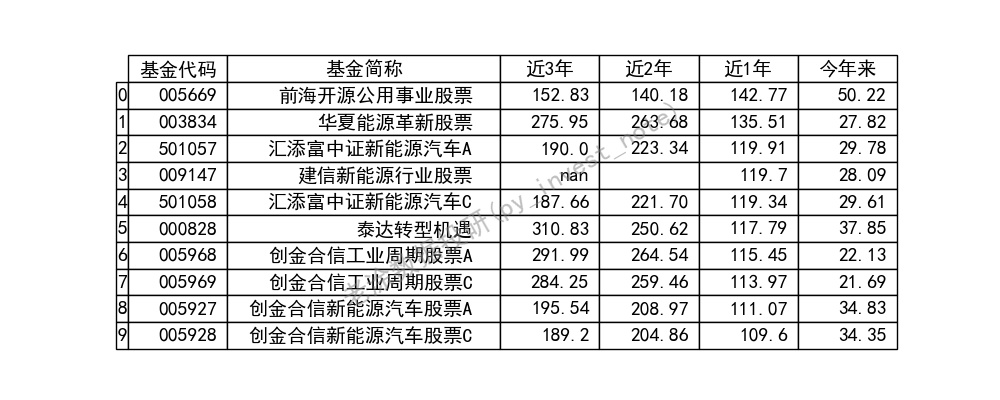 基金代码 基金简称 近3年 近2年 近1年 今年来
0 005669 前海开源公用事业股票 152.83 140.18 142.77 50.22
1 003834 华夏能源革新股票 275.95 263.68 135.51 27.82
2 501057 汇添富中证新能源汽车A 190.0 223.34 119.91 29.78
3 009147 建信新能源行业股票 nan 119.7 28.09
4 501058 汇添富中证新能源汽车C 187.66 221.70 119.34 29.61
5 000828 泰达转型机遇 310.83 250.62 117.79 37.85
6 005968 创金合信工业周期股票A 291.99 264.54 115.45 22.13
7 005969 创金合信工业周期股票C 284.25 259.46 113.97 21.69
8 005927 创金合信新能源汽车股票A 195.54 208.97 111.07 34.83
9 005928 创金合信新能源汽车股票C 189.2 204.86 109.6 34.35
(py_invest_note)